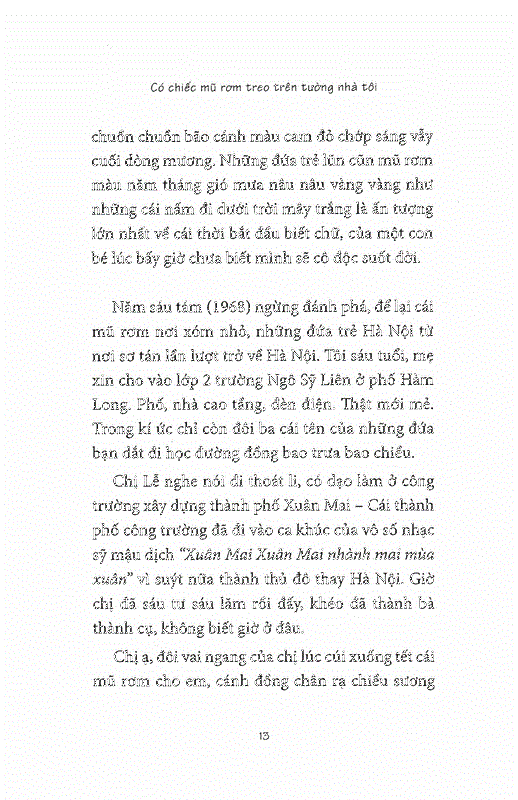 Có chiếc mũ rơm treo trên tường nhà tôi
chuồn chuồn bão cánh màu cam đỏ chớp sáng vẫy
cuối dòng mương. Những đứa trẻ lũn cũn mũ rơm
màu năm tháng gió mưa nâu nâu vàng vàng như
những cái nấm đi dưới trời mây trắng là ấn tượng
lớn nhất về cái thời bắt đầu biết chữ, của một con
bé lúc bấy giờ chưa biết mình sẽ cô độc suốt đời.
Năm sáu tám (1968) ngừng đánh phá, để lại cái
mũ rơm nơi xóm nhỏ, những đứa trẻ Hà Nội từ
nơi sơ tán lần lượt trở về Hà Nội. Tôi sáu tuổi, mẹ
xin cho vào lớp 2 trường Ngô Sỹ Liên ở phố Hàm
Long. Phố, nhà cao tầng, đèn điện. Thật mới mẻ.
Trong kí ức chỉ còn đôi ba cái tên của những đứa
bạn dắt đi học đường đồng bao trưa bao chiều.
Chị Lễ nghe nói đi thoát li, có dạo làm ở công
trường xây dựng thành phố Xuân Mai – Cái thành
phố công trường đã đi vào ca khúc của vô số nhạc
sỹ mậu dịch “Xuân Mai Xuân Mai nhành mai mùa
xuân” vì suýt nữa thành thủ đô thay Hà Nội. Giờ
chị đã sáu tư sáu lăm rồi đấy, khéo đã thành bà
thành cụ, không biết giờ ở đâu.
Chị ạ, đôi vai ngang của chị lúc cúi xuống tết cái
mũ rơm cho em, cánh đồng chân rạ chiều sương
13